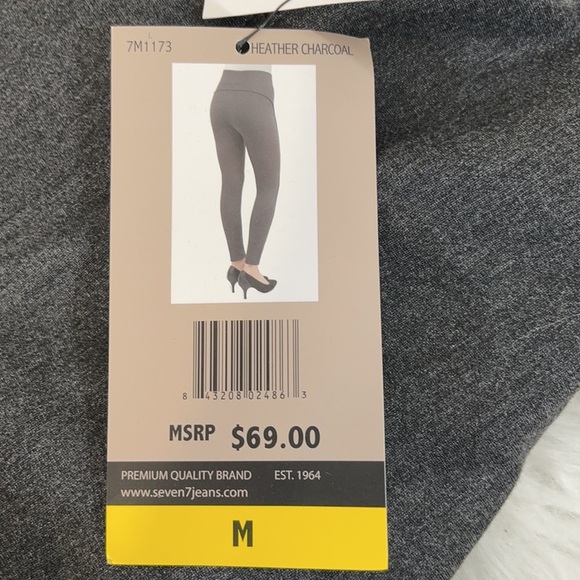 7M1173 HEATHER CHARCOAL
8 43208 02486 3
MSRP $69.00
PREMIUM QUALITY BRAND EST. 1964
www.seven7jeans.com
M